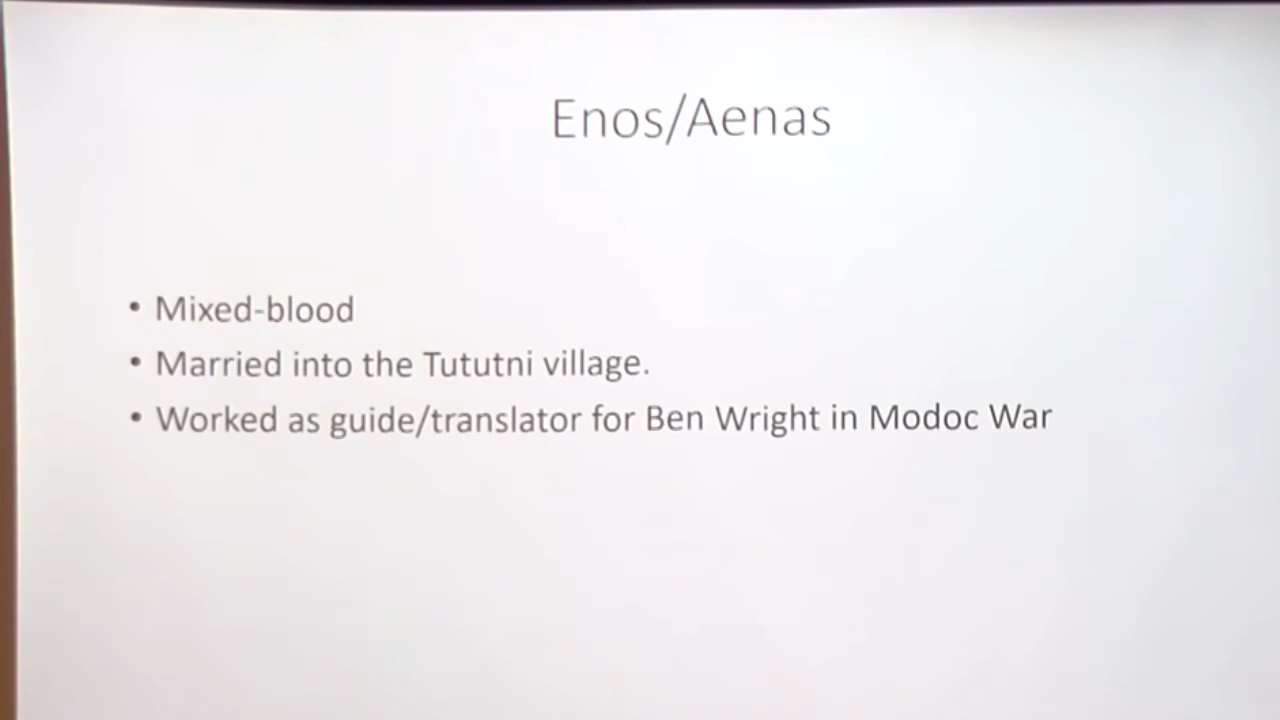 Enos/Aenas
• Mixed-blood
• Married into the Tututni village.
• Worked as guide/translator for Ben Wright in Modoc War